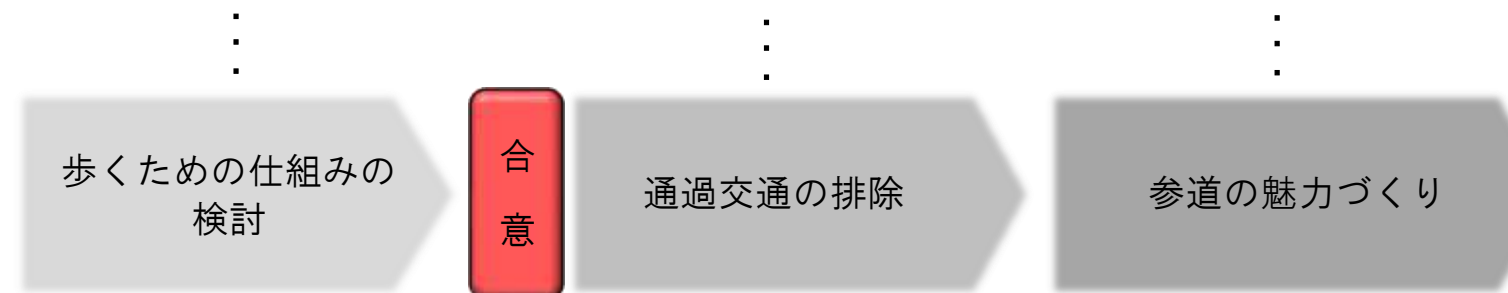 歩くための仕組みの
検討
合
意
通過交通の排除
参道の魅力づくり